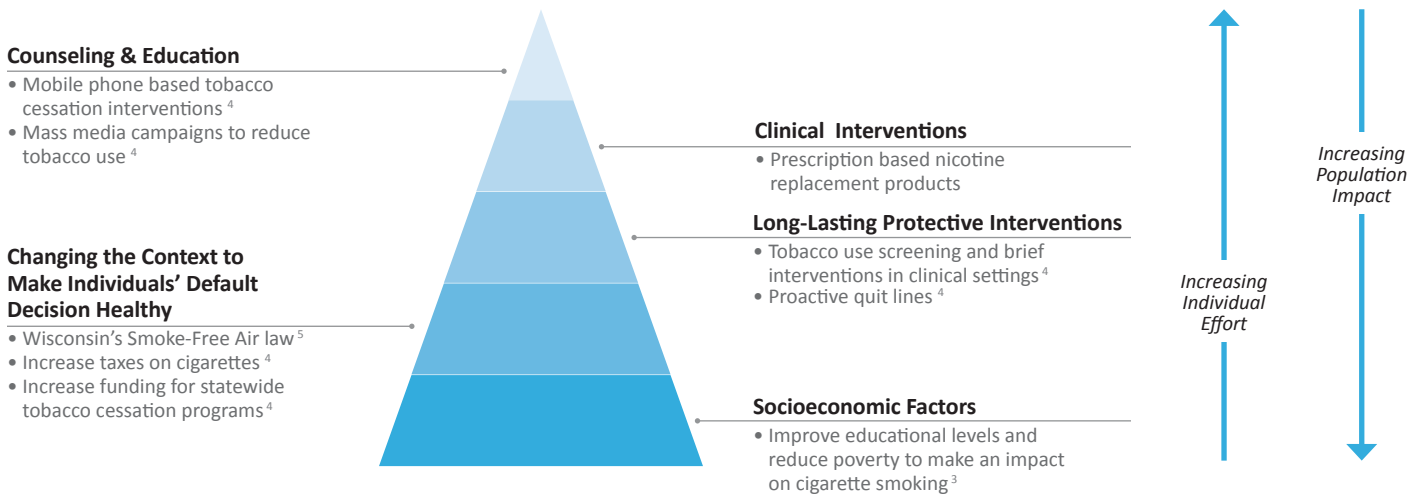 Counseling & Education
• Mobile phone based tobacco
cessation interventions 4
• Mass media campaigns to reduce
tobacco use 4
Clinical Interventions
• Prescription based nicotine
replacement products
Long-Lasting Protective Interventions
• Tobacco use screening and brief
interventions in clinical settings 4
• Proactive quit lines 4
Changing the Context to
Make Individuals’ Default
Decision Healthy
• Wisconsin’s Smoke-Free Air law 5
• Increase taxes on cigarettes 4
• Increase funding for statewide
tobacco cessation programs 4
Socioeconomic Factors
• Improve educational levels and
reduce poverty to make an impact
on cigarette smoking 3
Increasing
Individual
Effort
Increasing
Population
Impact